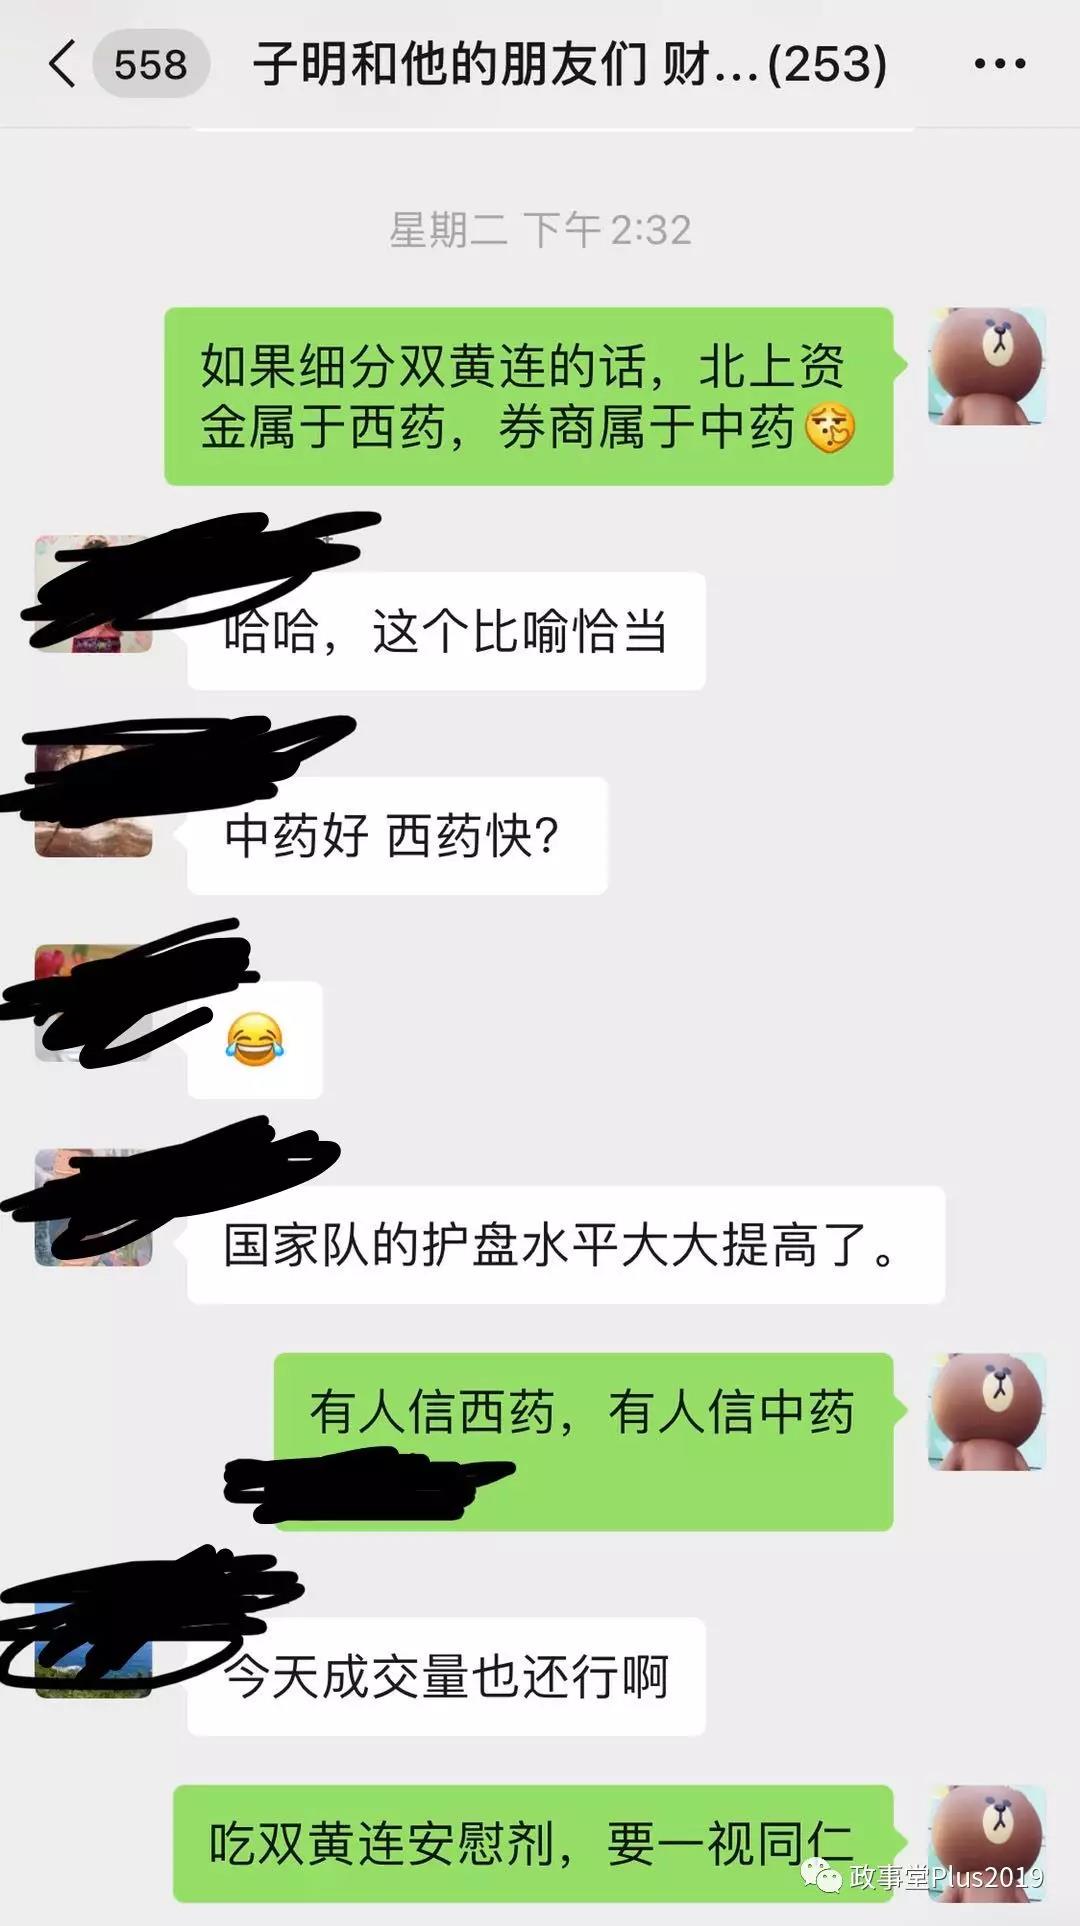 558
子明和他的朋友们 财...(253)
星期二 下午 2:32
如果细分双黄连的话，北上资
金属于西药，券商属于中药
哈哈，这个比喻恰当
中药好 西药快?
国家队的护盘水平大大提高了。
有人信西药，有人信中药
今天成交量也还行啊
吃双黄连安慰剂，要一视同仁
政事堂Plus2019